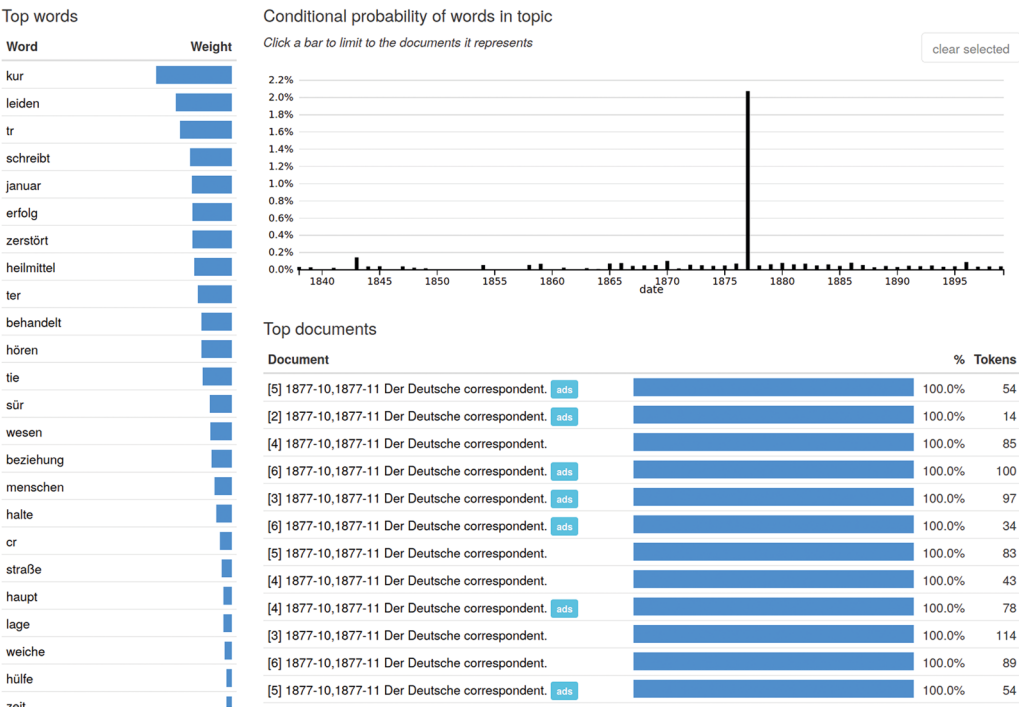 Top words
Word Weight
kur
leiden
tr
schreibt
januar
erfolg
zerstört
heilmittel
ter
behandelt
hören
tie
sür
wesen
beziehung
menschen
halte
cr
straße
haupt
lage
weiche
hülfe
zeit
Conditional probability of words in topic
Click a bar to limit to the documents it represents
clear selected
2.2%
2.0%
1.8%
1.6%
1.4%
1.2%
1.0%
0.8%
0.6%
0.4%
0.2%
0.0%
1840 1845 1850 1855 1860 1865 1870 1875 1880 1885 1890 1895
date
Top documents
Document % Tokens
[5] 1877-10,1877-11 Der Deutsche correspondent. ads 100.0% 54
[2] 1877-10,1877-11 Der Deutsche correspondent. ads 100.0% 14
[4] 1877-10,1877-11 Der Deutsche correspondent. 100.0% 85
[6] 1877-10,1877-11 Der Deutsche correspondent. ads 100.0% 100
[3] 1877-10,1877-11 Der Deutsche correspondent. ads 100.0% 97
[6] 1877-10,1877-11 Der Deutsche correspondent. ads 100.0% 34
[5] 1877-10,1877-11 Der Deutsche correspondent. 100.0% 83
[4] 1877-10,1877-11 Der Deutsche correspondent. 100.0% 43
[4] 1877-10,1877-11 Der Deutsche correspondent. ads 100.0% 78
[3] 1877-10,1877-11 Der Deutsche correspondent. 100.0% 114
[6] 1877-10,1877-11 Der Deutsche correspondent. 100.0% 89
[5] 1877-10,1877-11 Der Deutsche correspondent. ads 100.0% 54